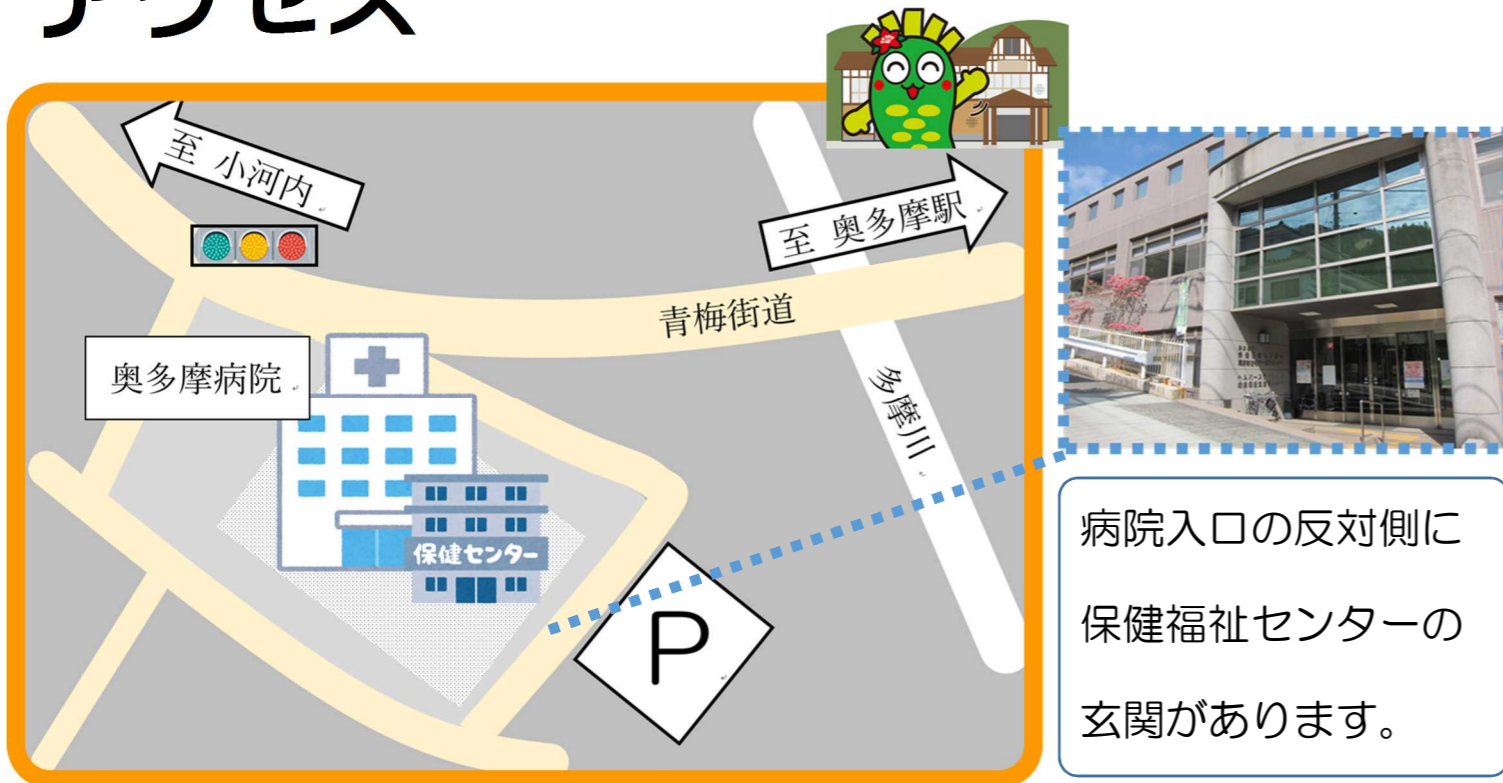 アクセス
至 小河内
至 奥多摩駅
青梅街道
奥多摩病院
多摩川
保健センター
P
病院入口の反対側に
保健福祉センターの
玄関があります。